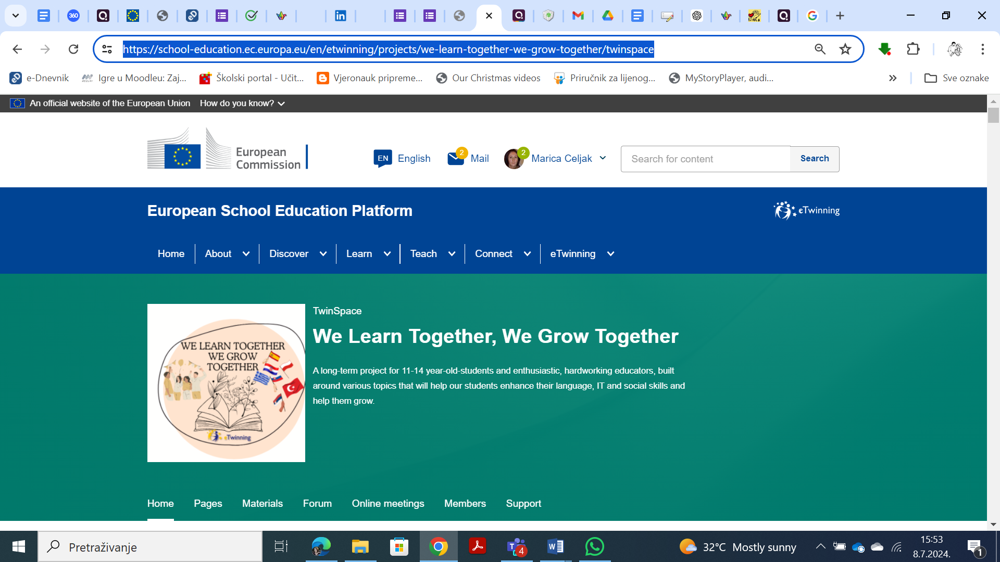 360
https://school-education.ec.europa.eu/en/etwinning/projects/we-learn-together-we-grow-together/twinspace
e-Dnevnik
Igre u Moodleu: Zaj...
Školski portal - Učit...
Vjeronauk pripreme...
Our Christmas videos
Priručnik za lijenog...
MyStoryPlayer, audi...
Sve oznake
An official website of the European Union How do you know?
European
Commission
EN English
2 Mail
2 Marica Celjak
Search for content
Search
European School Education Platform
eTwinning
Home
About
Discover
Learn
Teach
Connect
eTwinning
WE LEARN TOGETHER
WE GROW
TOGETHER
eTwinning
TwinSpace
We Learn Together, We Grow Together
A long-term project for 11-14 year-old-students and enthusiastic, hardworking educators, built
around various topics that will help our students enhance their language, IT and social skills and
help them grow.
Home
Pages
Materials
Forum
Online meetings
Members
Support
Pretraživanje
4
32°C Mostly sunny
15:53
8.7.2024.
1